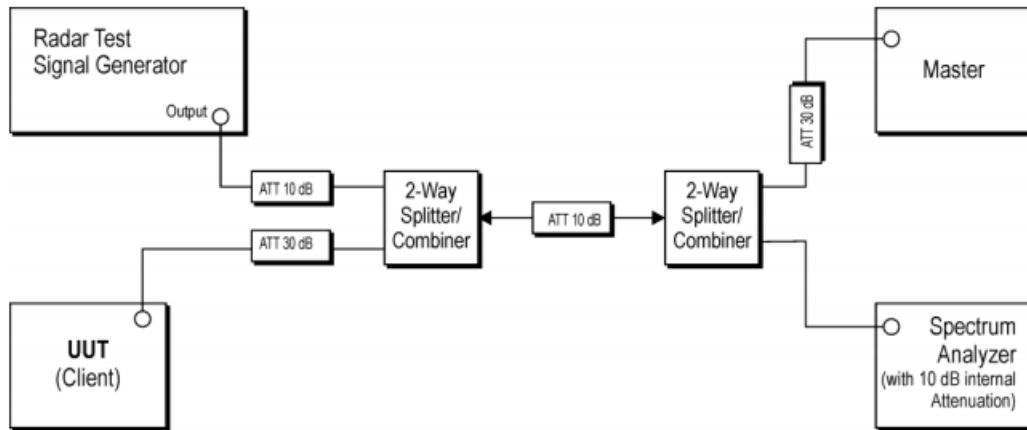 Radar Test
Signal Generator
Output
ATT 10 dB
ATT 30 dB
UUT
(Client)
2-Way
Splitter/
Combiner
ATT 10 dB
2-Way
Splitter/
Combiner
ATT 30 dB
Master
Spectrum
Analyzer
(with 10 dB internal
Attenuation)